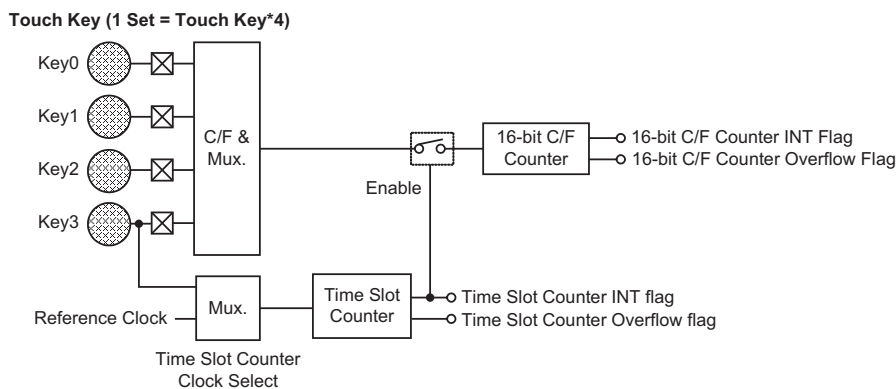 Touch Key (1 Set = Touch Key*4)
Key0
Key1
Key2
Key3
C/F &
Mux.
Enable
16-bit C/F
Counter
16-bit C/F Counter INT Flag
16-bit C/F Counter Overflow Flag
Reference Clock
Mux.
Time Slot Counter
Clock Select
Time Slot
Counter
Time Slot Counter INT flag
Time Slot Counter Overflow flag